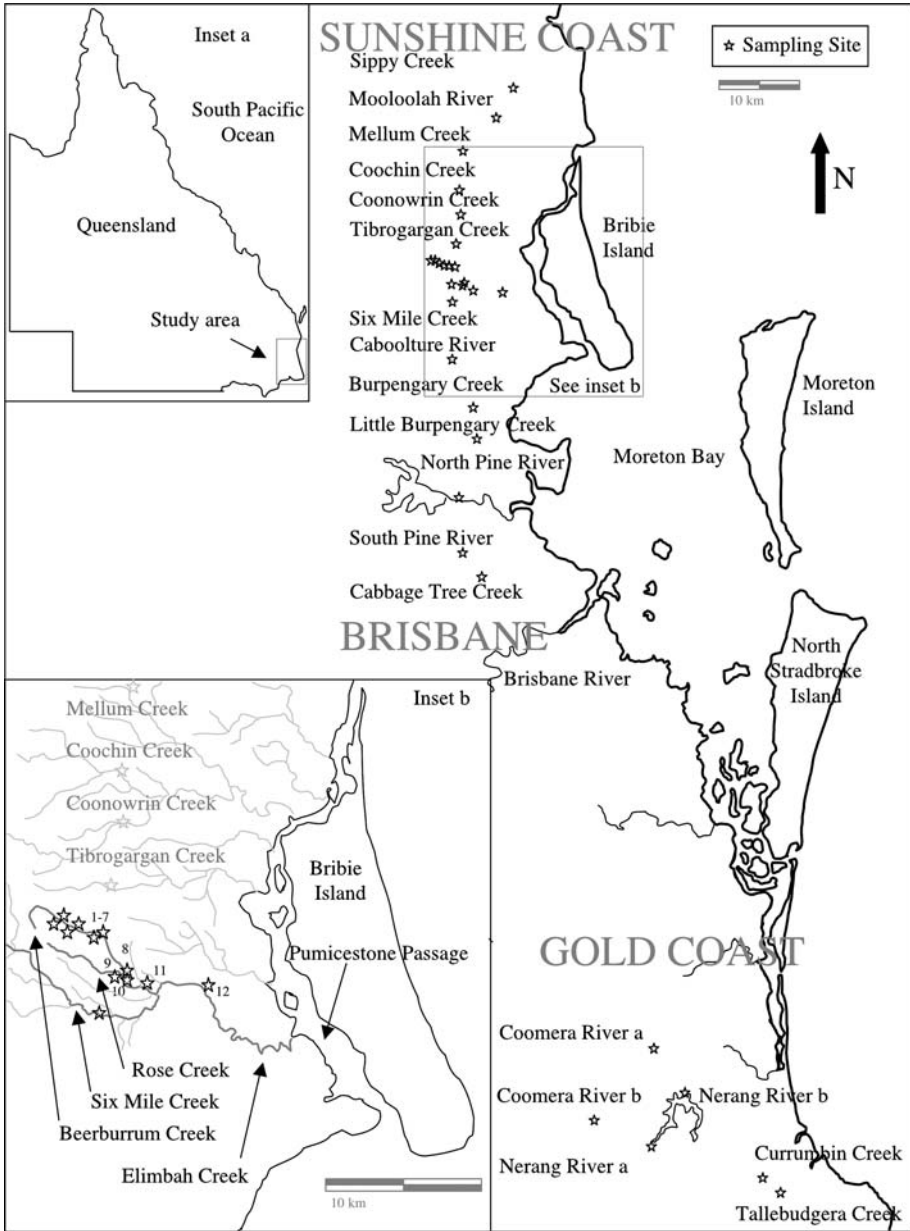 Inset a
South Pacific
Ocean
Queensland
Study area
SUNSHINE COAST
☆ Sampling Site
10 km
N
Sippy Creek
Mooloolah River
Mellum Creek
Coochin Creek
Coonowrin Creek
Tibrogargan Creek
Bribie
Island
Six Mile Creek
Caboolture River
Burpengary Creek
See inset b
Little Burpengary Creek
North Pine River
Moreton Bay
Moreton
Island
South Pine River
Cabbage Tree Creek
BRISBANE
Brisbane River
North
Stradbroke
Island
GOLD COAST
Coomera River a
Coomera River b
Nerang River b
Nerang River a
Currumbin Creek
Tallebudgera Creek
Inset b
Mellum Creek
Coochin Creek
Coonowrin Creek
Tibrogargan Creek
Bribie
Island
1-7
Pumicestone Passage
8
9
10
11
12
Rose Creek
Six Mile Creek
Beerburrum Creek
Elimbah Creek
10 km